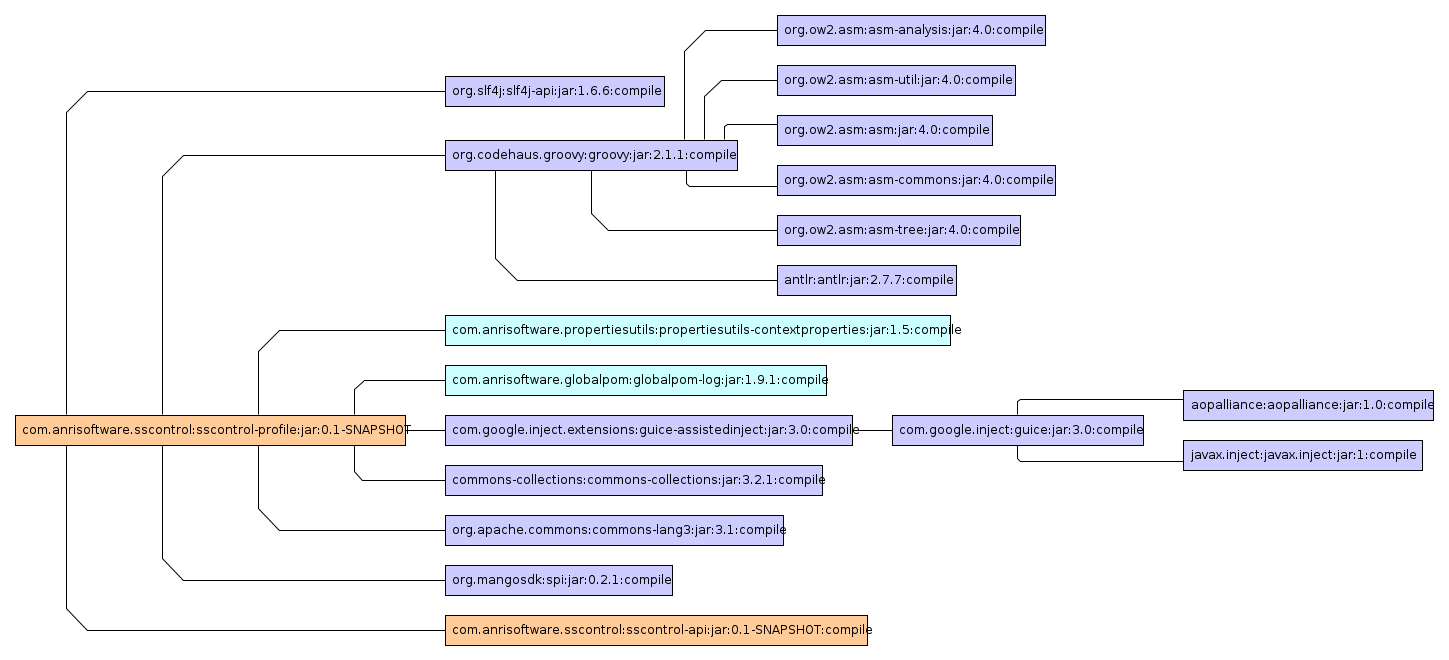 org.ow2.asm:asm-analysis:jar:4.0:compile
org.ow2.asm:asm-util:jar:4.0:compile
org.slf4j:slf4j-api:jar:1.6.6:compile
org.ow2.asm:asm:jar:4.0:compile
org.codehaus.groovy:groovy:jar:2.1.1:compile
org.ow2.asm:asm-commons:jar:4.0:compile
org.ow2.asm:asm-tree:jar:4.0:compile
antlr:antlr:jar:2.7.7:compile
com.anrisoftware.propertiesutils:propertiesutils-contextproperties:jar:1.5:compile
com.anrisoftware.globalpom:globalpom-log:jar:1.9.1:compile
aopalliance:aopalliance:jar:1.0:compile
com.anrisoftware.sscontrol:sscontrol-profile:jar:0.1-SNAPSHOT
com.google.inject.extensions:guice-assistedinject:jar:3.0:compile
com.google.inject:guice:jar:3.0:compile
javax.inject:javax.inject:jar:1:compile
commons-collections:commons-collections:jar:3.2.1:compile
org.apache.commons:commons-lang3:jar:3.1:compile
org.mangosdk:spi:jar:0.2.1:compile
com.anrisoftware.sscontrol:sscontrol-api:jar:0.1-SNAPSHOT:compile